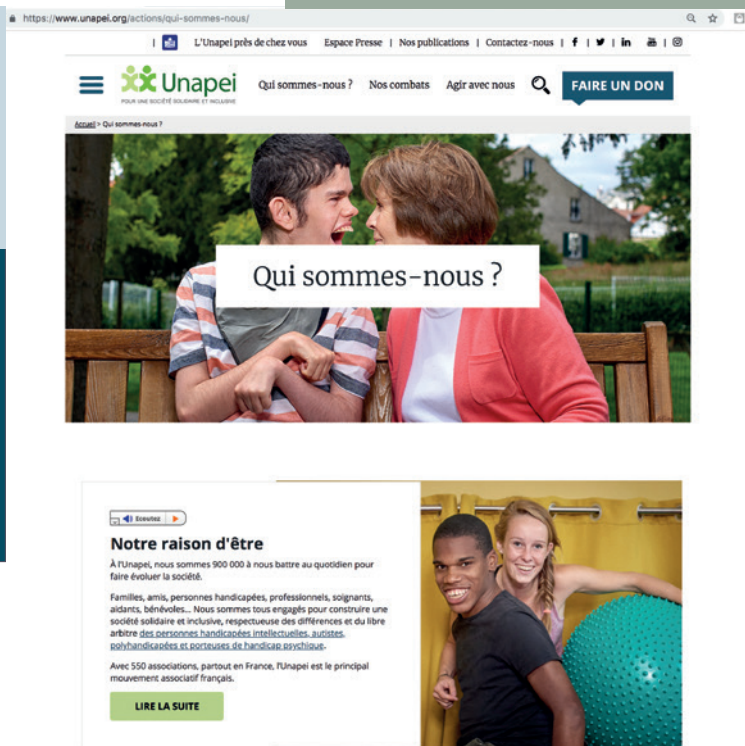 https://www.unapei.org/actions/qui-sommes-nous/
| L'Unapei près de chez vous Espace Presse | Nos publications | Contactez-nous | f | | in | 
Unapei
POUR UNE SOCIÉTÉ SOLIDAIRE ET INCLUSIVE
Qui sommes-nous ? Nos combats Agir avec nous FAIRE UN DON
Accueil > Qui sommes-nous ?
Qui sommes-nous ?
Ecoutez
Notre raison d'être
À l'Unapei, nous sommes 900 000 à nous battre au quotidien pour
faire évoluer la société.
Familles, amis, personnes handicapées, professionnels, soignants,
aidants, bénévoles... Nous sommes tous engagés pour construire une
société solidaire et inclusive, respectueuse des différences et du libre
arbitre des personnes handicapées intellectuelles, autistes,
polyhandicapées et porteuses de handicap psychique.
Avec 550 associations, partout en France, l'Unapei est le principal
mouvement associatif français.
LIRE LA SUITE